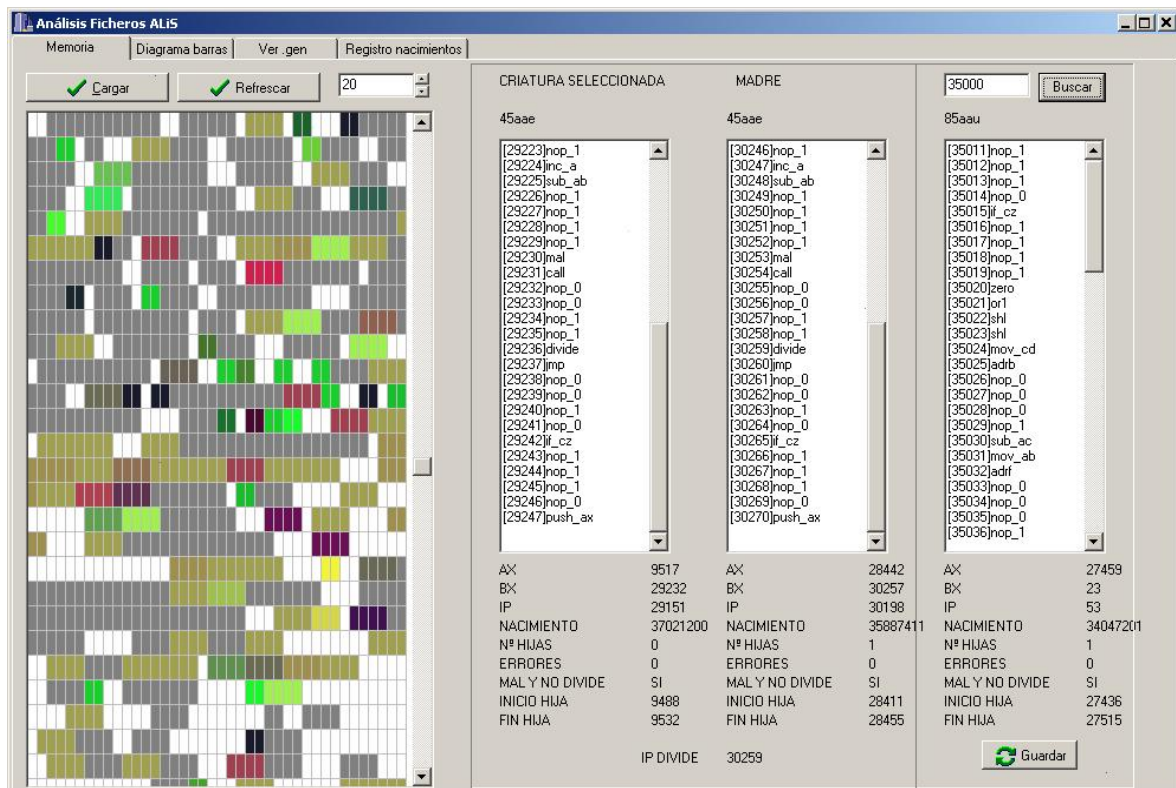 Análisis Ficheros ALiS
Memoria
Diagrama barras
Ver .gen
Registro nacimientos
Cargar
Refrescar
20
CRIATURA SELECCIONADA
45aae
[29223]nop_1
[29224]inc_a
[29225]sub_ab
[29226]nop_1
[29227]nop_1
[29228]nop_1
[29229]nop_1
[29230]mal
[29231]call
[29232]nop_0
[29233]nop_0
[29234]nop_1
[29235]nop_1
[29236]divide
[29237]jmp
[29238]nop_0
[29239]nop_0
[29240]nop_1
[29241]nop_0
[29242]if_cz
[29243]nop_1
[29244]nop_1
[29245]nop_1
[29246]nop_0
[29247]push_ax
AX 9517
BX 29232
IP 29151
NACIMIENTO 37021200
Nº HIJAS 0
ERRORES 0
MAL Y NO DIVIDE SI
INICIO HIJA 9488
FIN HIJA 9532
MADRE
45aae
[30246]nop_1
[30247]inc_a
[30248]sub_ab
[30249]nop_1
[30250]nop_1
[30251]nop_1
[30252]nop_1
[30253]mal
[30254]call
[30255]nop_0
[30256]nop_0
[30257]nop_1
[30258]nop_1
[30259]divide
[30260]jmp
[30261]nop_0
[30262]nop_0
[30263]nop_1
[30264]nop_0
[30265]if_cz
[30266]nop_1
[30267]nop_1
[30268]nop_1
[30269]nop_0
[30270]push_ax
AX 28442
BX 30257
IP 30198
NACIMIENTO 35887411
Nº HIJAS 1
ERRORES 0
MAL Y NO DIVIDE SI
INICIO HIJA 28411
FIN HIJA 28455
IP DIVIDE 30259
35000
Buscar
85aau
[35011]nop_1
[35012]nop_1
[35013]nop_1
[35014]nop_0
[35015]if_cz
[35016]nop_1
[35017]nop_1
[35018]nop_1
[35019]nop_1
[35020]zero
[35021]or1
[35022]shl
[35023]shl
[35024]mov_cd
[35025]adrb
[35026]nop_0
[35027]nop_0
[35028]nop_0
[35029]nop_1
[35030]sub_ac
[35031]mov_ab
[35032]adrf
[35033]nop_0
[35034]nop_0
[35035]nop_0
[35036]nop_1
AX 27459
BX 23
IP 53
NACIMIENTO 34047201
Nº HIJAS 1
ERRORES 0
MAL Y NO DIVIDE SI
INICIO HIJA 27436
FIN HIJA 27515
Guardar